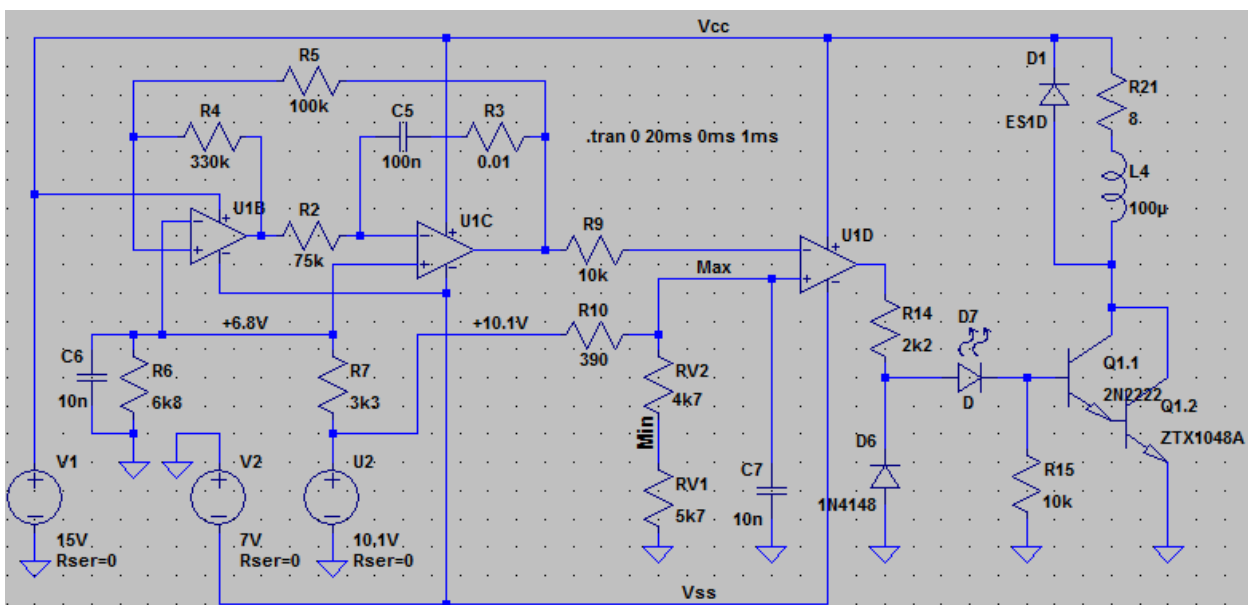 Vcc
R5
100k
D1
ES1D
R21
8
R4
330k
C5
100n
R3
0.01
.tran 0 20ms 0ms 1ms
L4
100µ
U1B
R2
75k
U1C
R9
10k
U1D
Max
+6.8V
+10.1V
R10
390
R14
2k2
D7
D
C6
10n
R6
6k8
R7
3k3
RV2
4k7
Q1.1
2N2222
Q1.2
ZTX1048A
Min
D6
1N4148
V1
15V
Rser=0
V2
7V
Rser=0
U2
10,1V
Rser=0
RV1
5k7
C7
10n
R15
10k
Vss